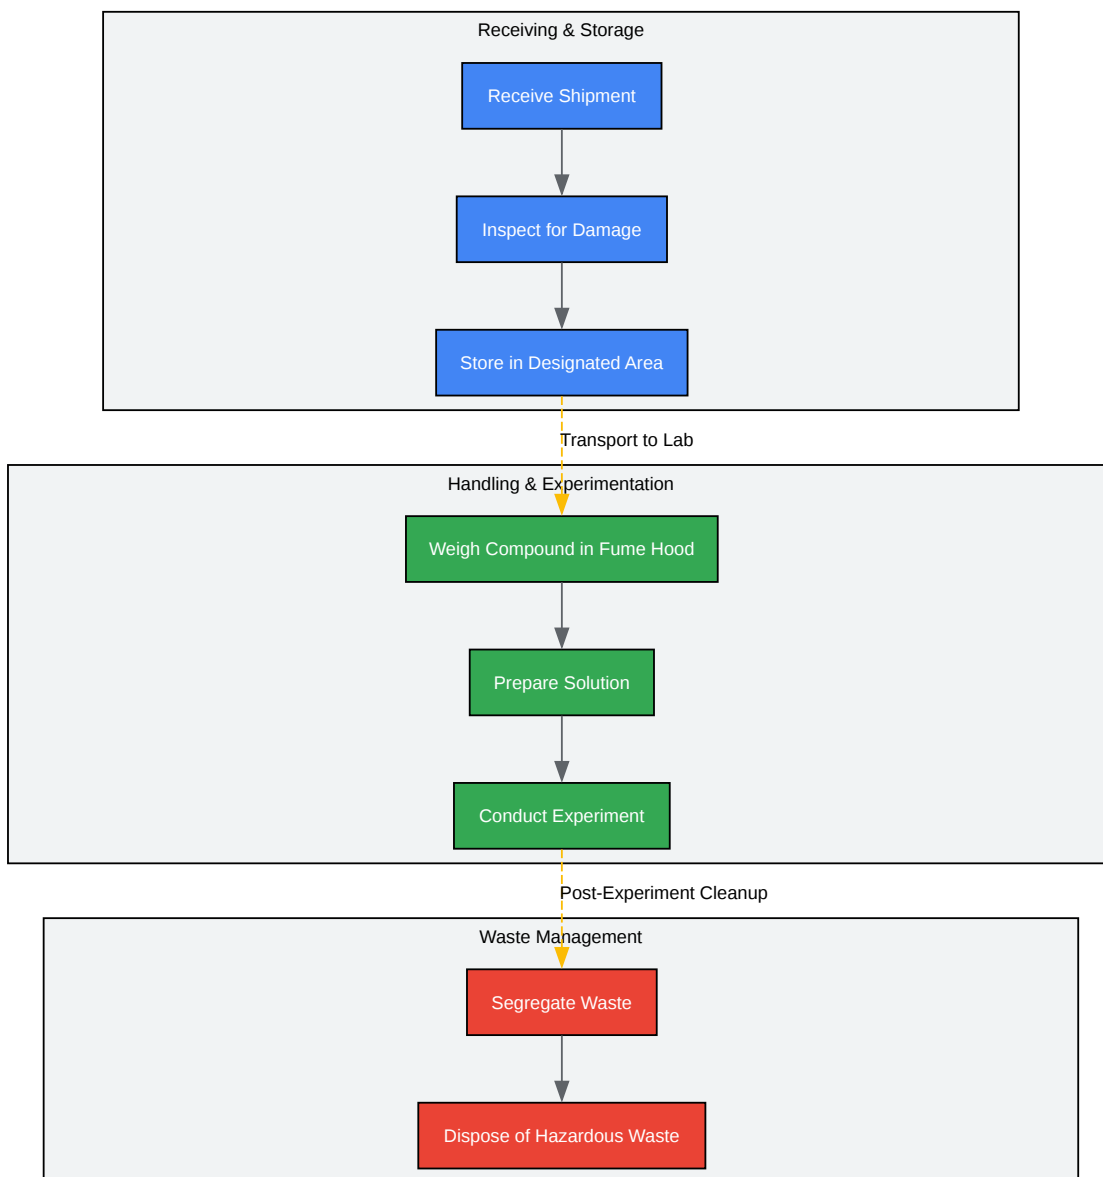 Receiving & Storage
Receive Shipment
Inspect for Damage
Store in Designated Area
Transport to Lab
Handling & Experimentation
Weigh Compound in Fume Hood
Prepare Solution
Conduct Experiment
Post-Experiment Cleanup
Waste Management
Segregate Waste
Dispose of Hazardous Waste